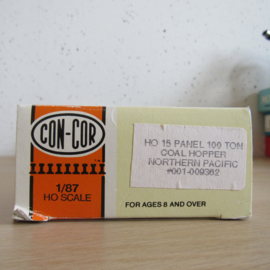 CON-COR
1/87
HO SCALE
HO 15 PANEL 100 TON
COAL HOPPER
NORTHERN PACIFIC
#001-009362
FOR AGES 8 AND OVER